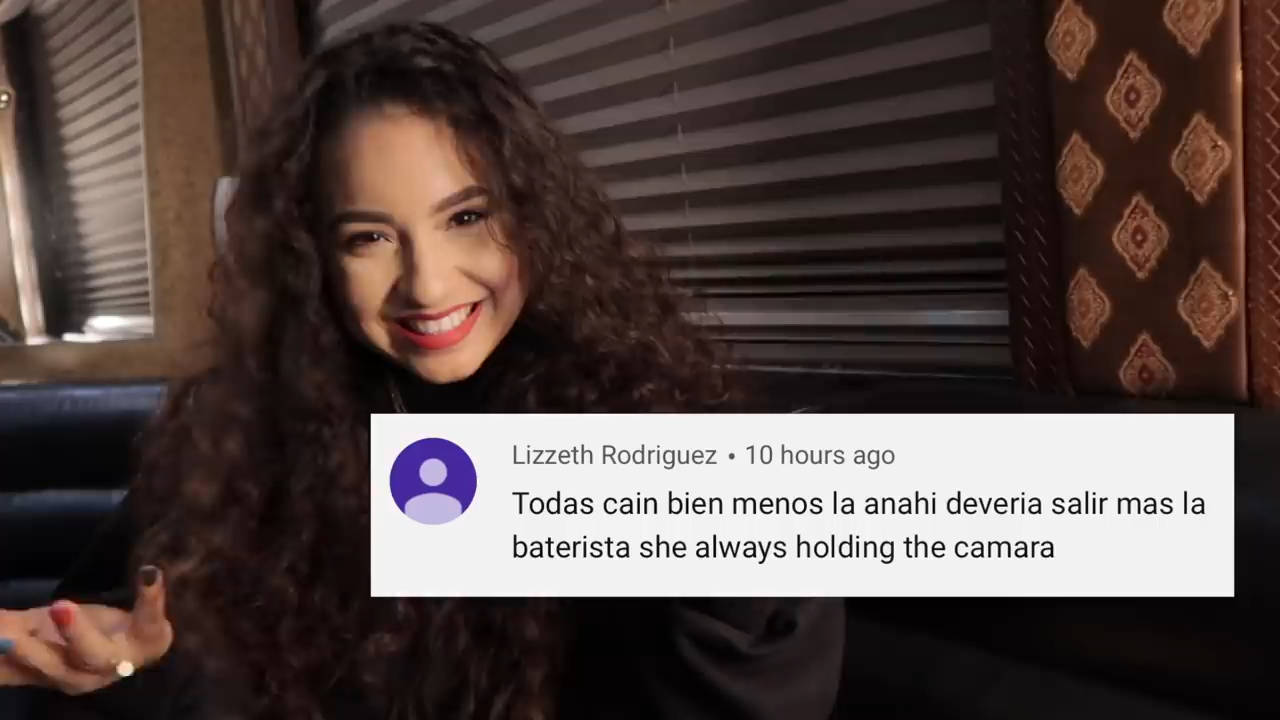 Lizzeth Rodriguez • 10 hours ago
Todas cain bien menos la anahi deveria salir mas la
baterista she always holding the camara